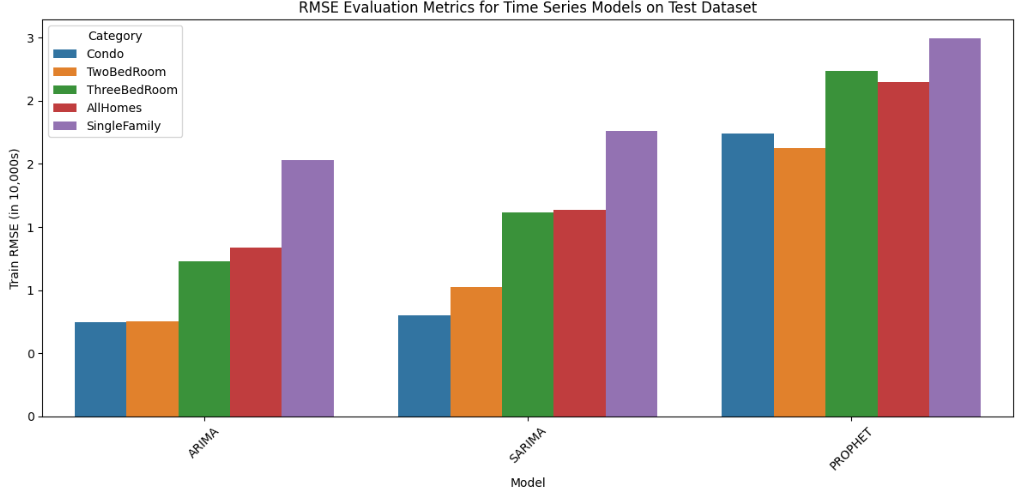 RMSE Evaluation Metrics for Time Series Models on Test Dataset
Category
Condo
TwoBedRoom
ThreeBedRoom
AllHomes
SingleFamily
Train RMSE (in 10,000s)
3
2
2
1
1
0
0
ARIMA
SARIMA
PROPHET
Model